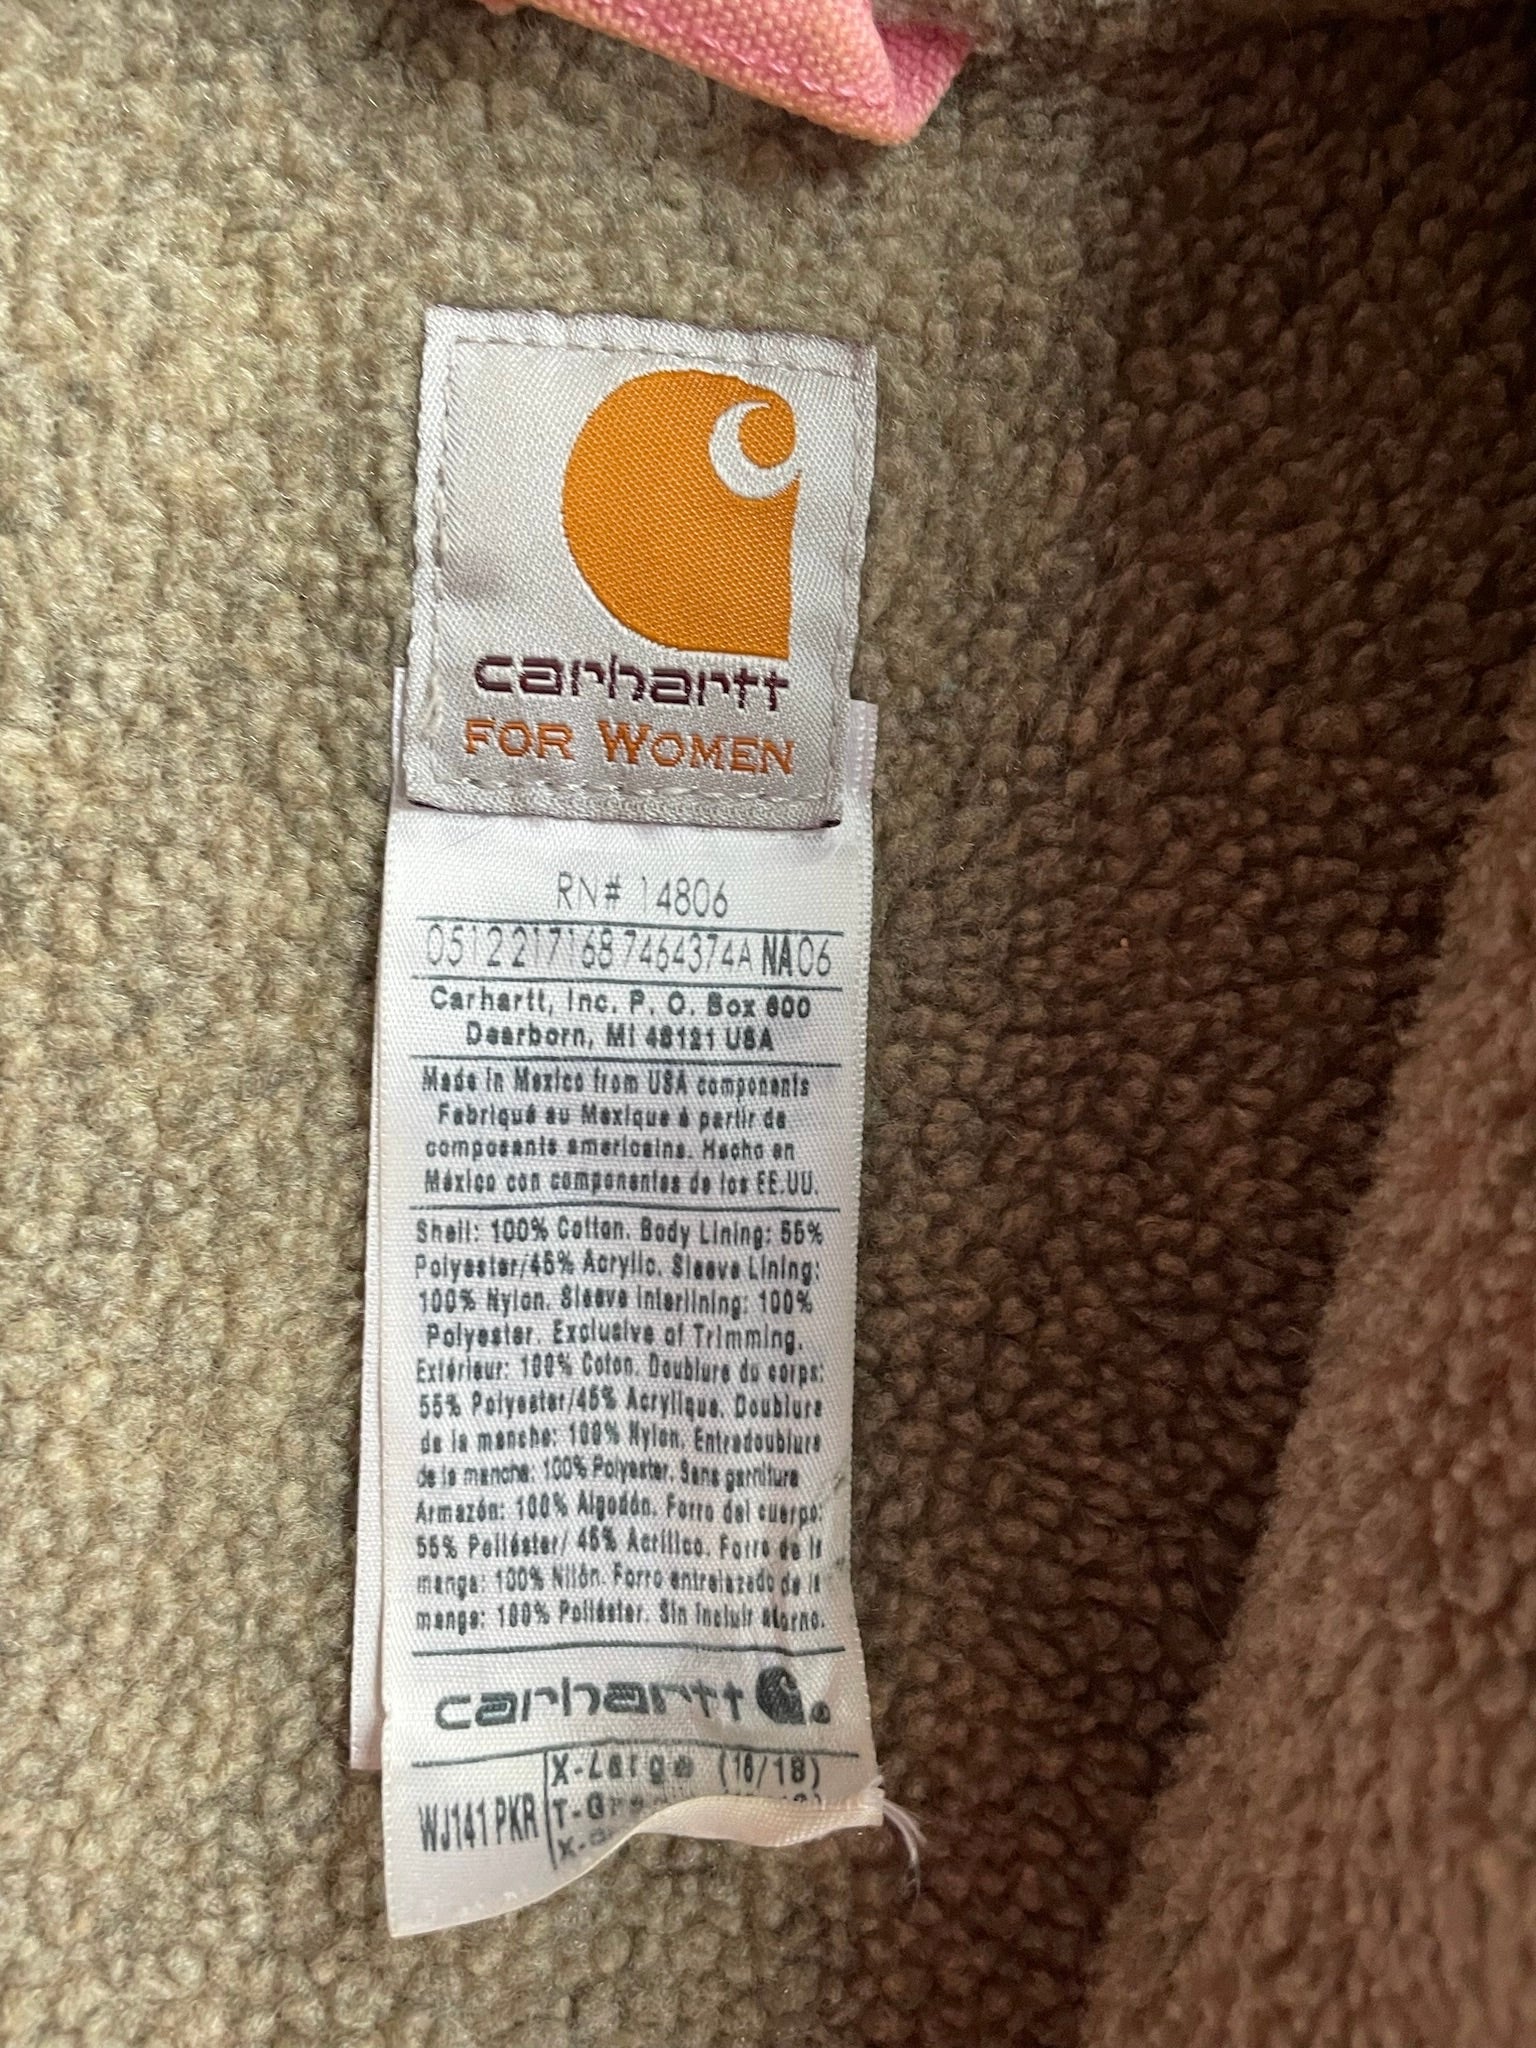 carhartt
FOR WOMEN
RN# 14806
0512217168 7464374A NA06
Carhartt, Inc. P. O. Box 600
Dearborn, MI 48121 USA
Made in Mexico from USA components
Fabriqué au Mexique à partir de
composants americains. Hecho en
México con componentes de los EE.UU.
Shell: 100% Cotton. Body Lining: 55%
Polyester/45% Acrylic. Sleeve Lining:
100% Nylon. Sleeve Interlining: 100%
Polyester. Exclusive of Trimming.
Extérieur: 100% Coton. Doublure du corps:
55% Polyester/45% Acrylique. Doublure
de la manche: 100% Nylon. Entredoublure
de la manche: 100% Polyester. Sans garniture
Armazón: 100% Algodón. Forro del cuerpo:
55% Poliéster/ 45% Acrílico. Forro de la
manga: 100% Nilón. Forro entrelazado de la
manga: 100% Poliéster. Sin incluir adorno.
carhartt
X-Large (16/18)
WJ141 PKR